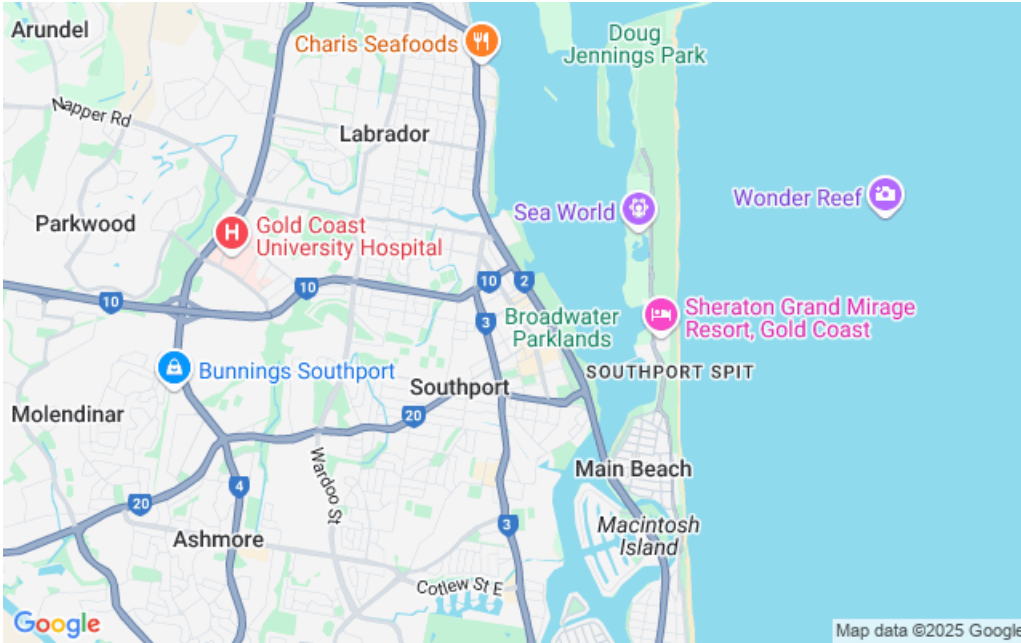 Arundel
Doug
Jennings Park
Charis Seafoods
Napper Rd
Labrador
Wonder Reef
Sea World
Parkwood
Gold Coast
University Hospital
10
10
10
2
Sheraton Grand Mirage
Resort, Gold Coast
Broadwater
Parklands
3
Bunnings Southport
SOUTHPORT SPIT
Southport
Molendinar
20
Wardoo St
Main Beach
4
20
3
Macintosh
Island
Ashmore
Cotlew St E
Google
Map data ©2025 Google